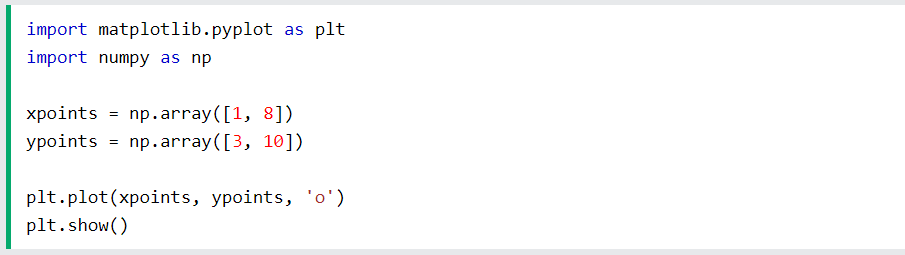 import matplotlib.pyplot as plt
import numpy as np
xpoints = np.array([1, 8])
ypoints = np.array([3, 10])
plt.plot(xpoints, ypoints, 'o')
plt.show()